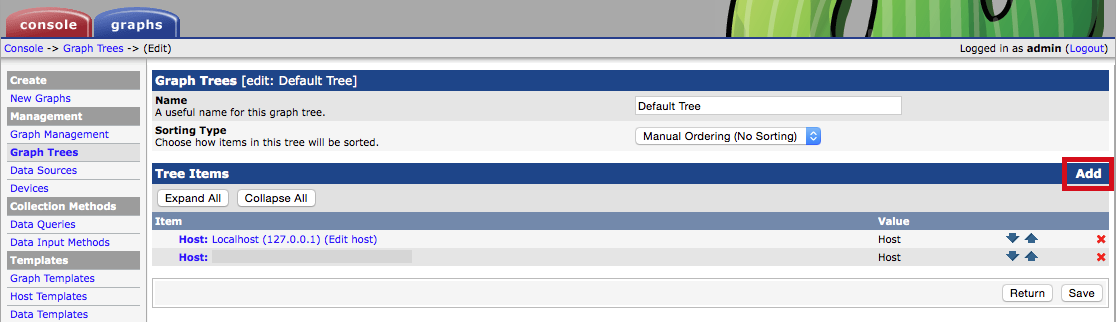 console graphs
Console -> Graph Trees -> (Edit) Logged in as admin (Logout)
Create
New Graphs
Management
Graph Management
Graph Trees
Data Sources
Devices
Collection Methods
Data Queries
Data Input Methods
Templates
Graph Templates
Host Templates
Data Templates
Graph Trees [edit: Default Tree]
Name
A useful name for this graph tree.
Default Tree
Sorting Type
Choose how items in this tree will be sorted.
Manual Ordering (No Sorting)
Tree Items Add
Expand All Collapse All
Item Value
Host: Localhost (127.0.0.1) (Edit host) Host
Host: Host
Return Save